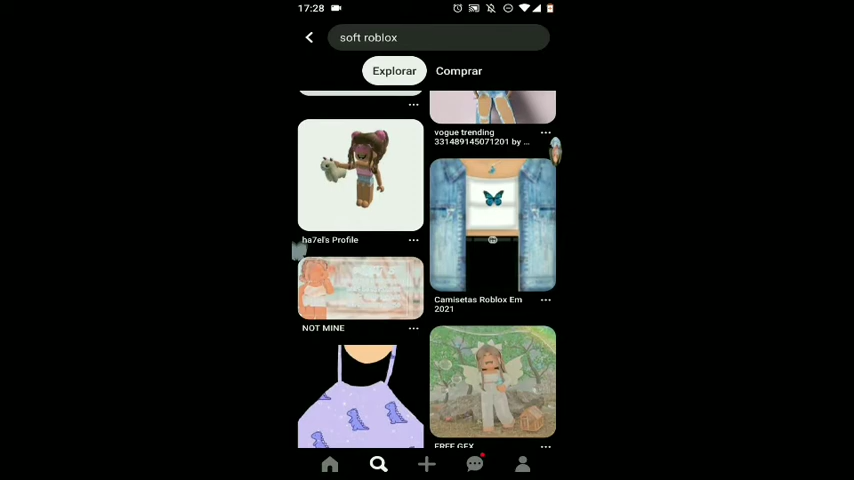 17:28
soft roblox
Explorar
Comprar
vogue trending
331489145071201 by ...
ha7el's Profile
Camisetas Roblox Em
2021
NOT MINE
FREE GFX